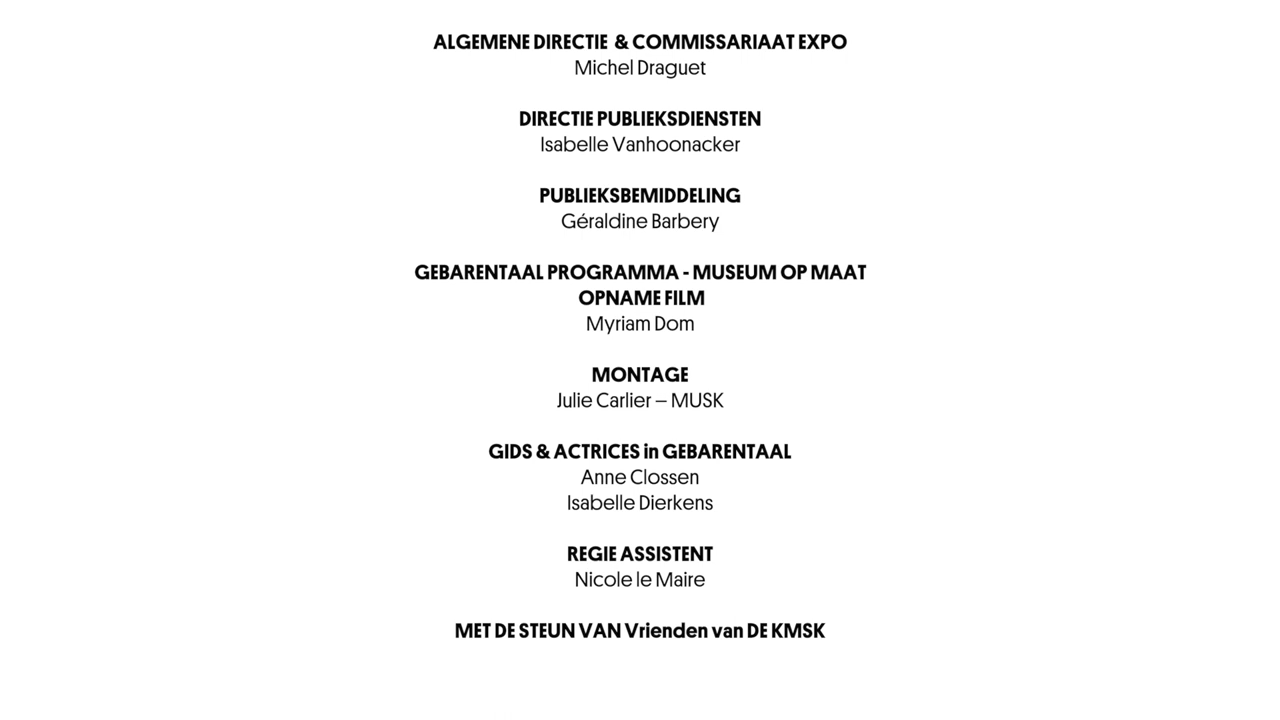 ALGEMENE DIRECTIE & COMMISSARIAAT EXPO
Michel Draguet
DIRECTIE PUBLIEKSDIENSTEN
Isabelle Vanhoonacker
PUBLIEKSBEMIDDELING
Géraldine Barbery
GEBARENTAAL PROGRAMMA - MUSEUM OP MAAT
OPNAME FILM
Myriam Dom
MONTAGE
Julie Carlier – MUSK
GIDS & ACTRICES in GEBARENTAAL
Anne Clossen
Isabelle Dierkens
REGIE ASSISTENT
Nicole le Maire
MET DE STEUN VAN Vrienden van DE KMSK